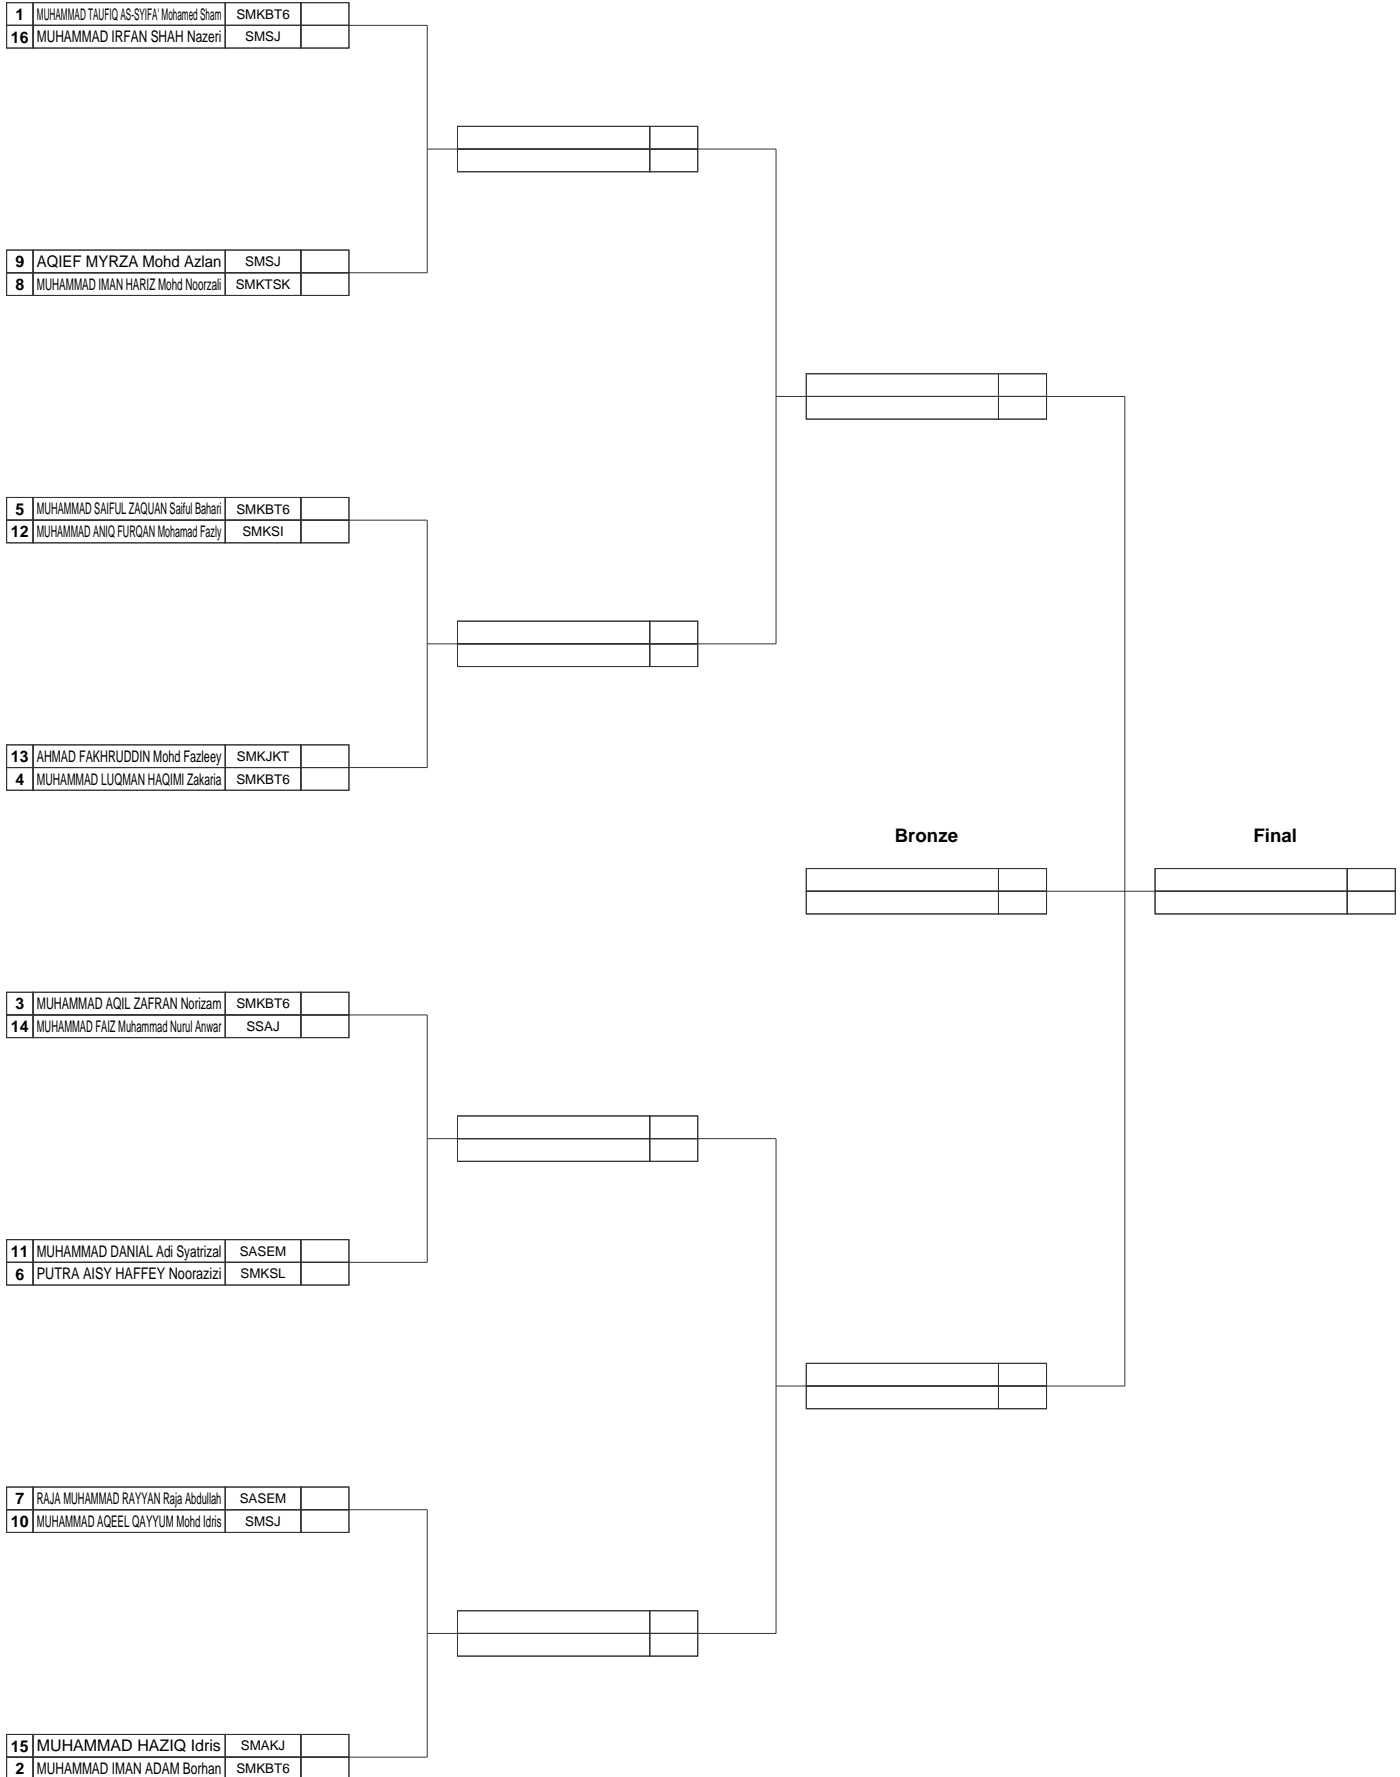 1 MUHAMMAD TAUFIQ AS-SYIFA' Mohamed Sham SMKBT6
16 MUHAMMAD IRFAN SHAH Nazeri SMSJ
9 AQIEF MYRZA Mohd Azlan SMSJ
8 MUHAMMAD IMAN HARIZ Mohd Noorzali SMKTSK
5 MUHAMMAD SAIFUL ZAQUAN Saiful Bahari SMKBT6
12 MUHAMMAD ANIQ FURQAN Mohamad Fazly SMKSI
13 AHMAD FAKHRUDDIN Mohd Fazleey SMKJKT
4 MUHAMMAD LUQMAN HAQIMI Zakaria SMKBT6
Bronze Final
3 MUHAMMAD AQIL ZAFRAN Norizam SMKBT6
14 MUHAMMAD FAIZ Muhammad Nurul Anwar SSAJ
11 MUHAMMAD DANIAL Adi Syatrizal SASEM
6 PUTRA AISY HAFFEY Noorazizi SMKSL
7 RAJA MUHAMMAD RAYYAN Raja Abdullah SASEM
10 MUHAMMAD AQEEL QAYYUM Mohd Idris SMSJ
15 MUHAMMAD HAZIQ Idris SMAKJ
2 MUHAMMAD IMAN ADAM Borhan SMKBT6